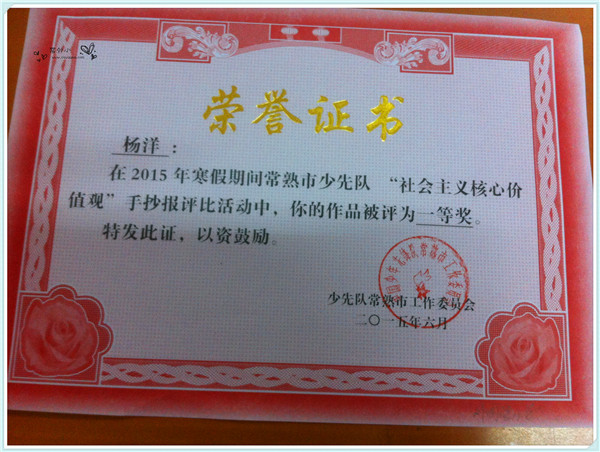 荣誉证书
杨洋：
在2015年寒假期间常熟市少先队 “社会主义核心价
值观”手抄报评比活动中，你的作品被评为一等奖。
特发此证，以资鼓励。
少先队常熟市工作委员会
二〇一五年六月